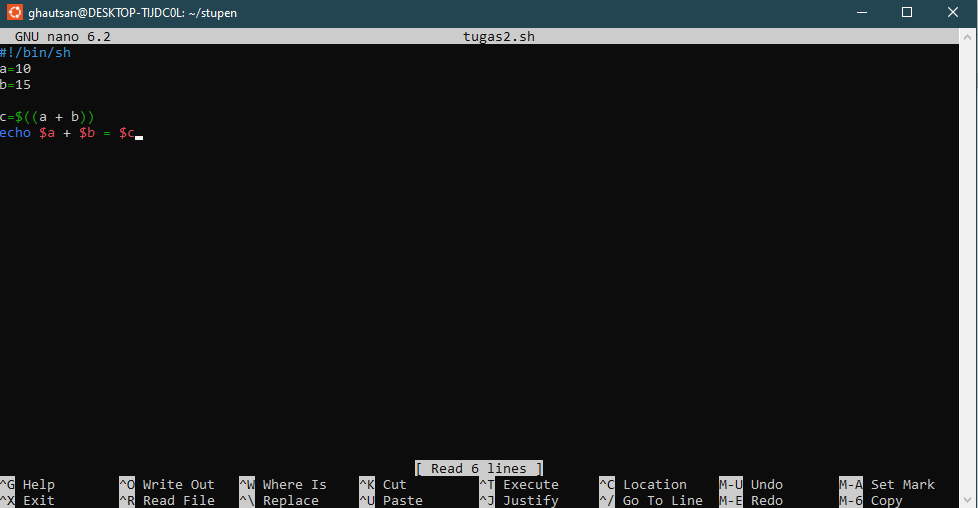 ghautsan@DESKTOP-TIJDC0L: ~/stupen
GNU nano 6.2 tugas2.sh
#!/bin/sh
a=10
b=15
c=$((a + b))
echo $a + $b = $c
[ Read 6 lines ]
^G Help ^O Write Out ^W Where Is ^K Cut ^T Execute ^C Location M-U Undo M-A Set Mark
^X Exit ^R Read File ^\ Replace ^U Paste ^J Justify ^/ Go To Line M-E Redo M-6 Copy